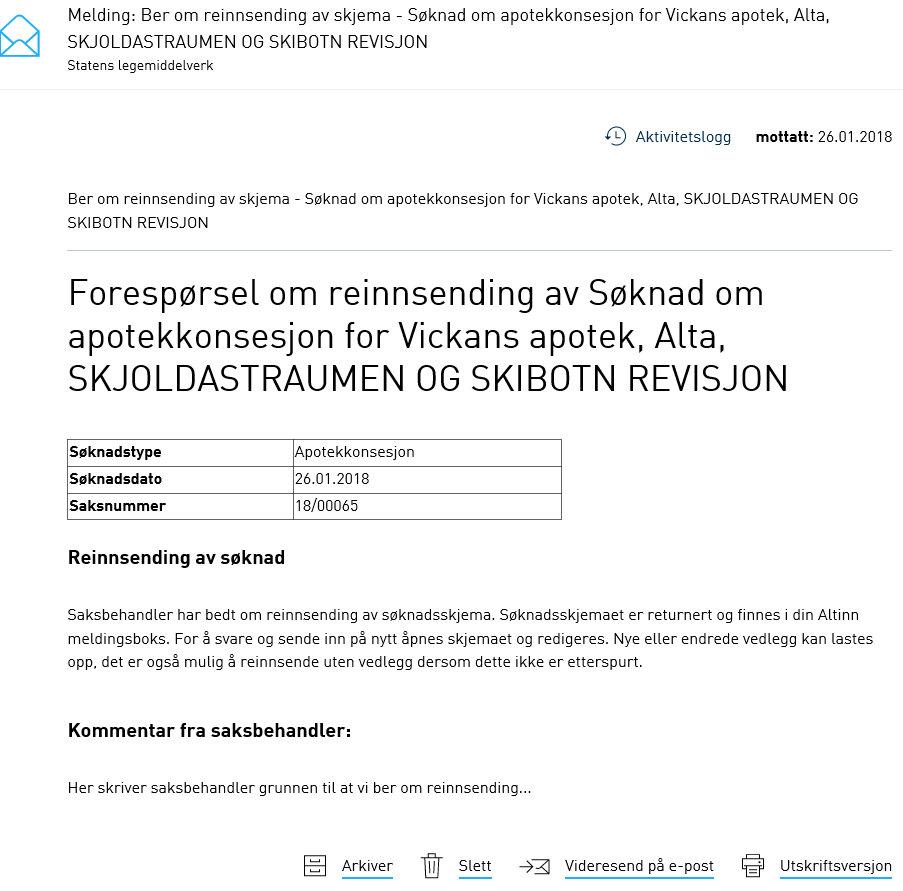 Melding: Ber om reinnsending av skjema - Søknad om apotekkonsesjon for Vickans apotek, Alta,
SKJOLDASTRAUMEN OG SKIBOTN REVISJON
Statens legemiddelverk
Aktivitetslogg mottatt: 26.01.2018
Ber om reinnsending av skjema - Søknad om apotekkonsesjon for Vickans apotek, Alta, SKJOLDASTRAUMEN OG
SKIBOTN REVISJON
Forespørsel om reinnsending av Søknad om
apotekkonsesjon for Vickans apotek, Alta,
SKJOLDASTRAUMEN OG SKIBOTN REVISJON
Søknadstype Apotekkonsesjon
Søknadsdato 26.01.2018
Saksnummer 18/00065
Reinnsending av søknad
Saksbehandler har bedt om reinnsending av søknadsskjema. Søknadsskjemaet er returnert og finnes i din Altinn
meldingsboks. For å svare og sende inn på nytt åpnes skjemaet og redigeres. Nye eller endrede vedlegg kan lastes
opp, det er også mulig å reinnsende uten vedlegg dersom dette ikke er etterspurt.
Kommentar fra saksbehandler:
Her skriver saksbehandler grunnen til at vi ber om reinnsending...
Arkiver Slett Videresend på e-post Utskriftsversjon